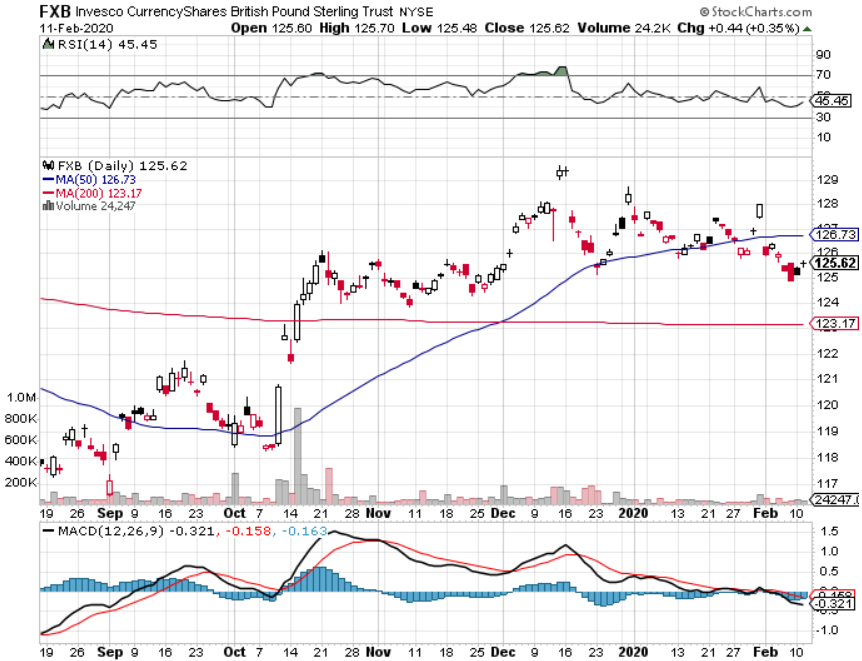 FXB Invesco CurrencyShares British Pound Sterling Trust NYSE © StockCharts.com
11-Feb-2020 Open 125.60 High 125.70 Low 125.48 Close 125.62 Volume 24.2K Chg +0.44 (+0.35%)
RSI(14) 45.45
90
70
50
45.45
30
10
FXB (Daily) 125.62
MA(50) 126.73
MA(200) 123.17
Volume 24,247
129
128
127
126.73
126
125.62
125
124
123.17
122
121
1.0M 120
800K
119
600K
118
400K
117
200K
24247.0
19 26 Sep 9 16 23 Oct 7 14 21 28 Nov 11 18 25 Dec 9 16 23 2020 13 21 27 Feb 10
MACD(12,26,9) -0.321, -0.158, -0.163
1.5
1.0
0.5
0.0
-0.158
-0.321
-1.0
19 26 Sep 9 16 23 Oct 7 14 21 28 Nov 11 18 25 Dec 9 16 23 2020 13 21 27 Feb 10